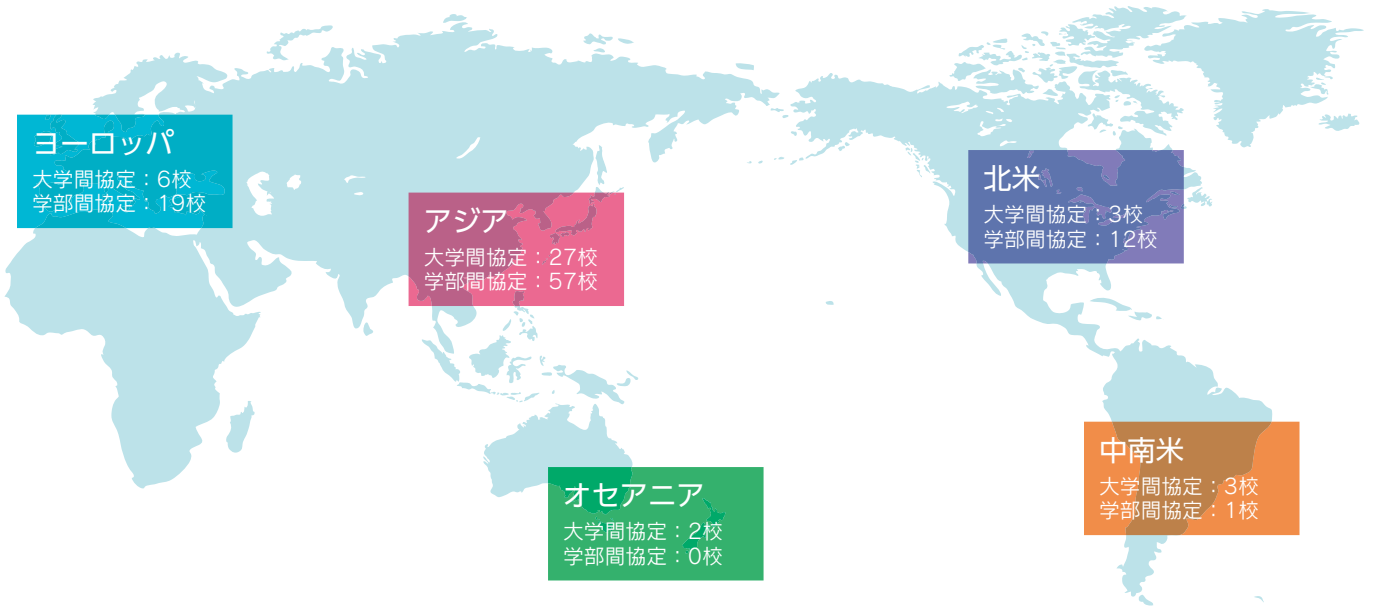 ヨーロッパ
大学間協定：6校
学部間協定：19校
アジア
大学間協定：27校
学部間協定：57校
北米
大学間協定：3校
学部間協定：12校
オセアニア
大学間協定：2校
学部間協定：0校
中南米
大学間協定：3校
学部間協定：1校